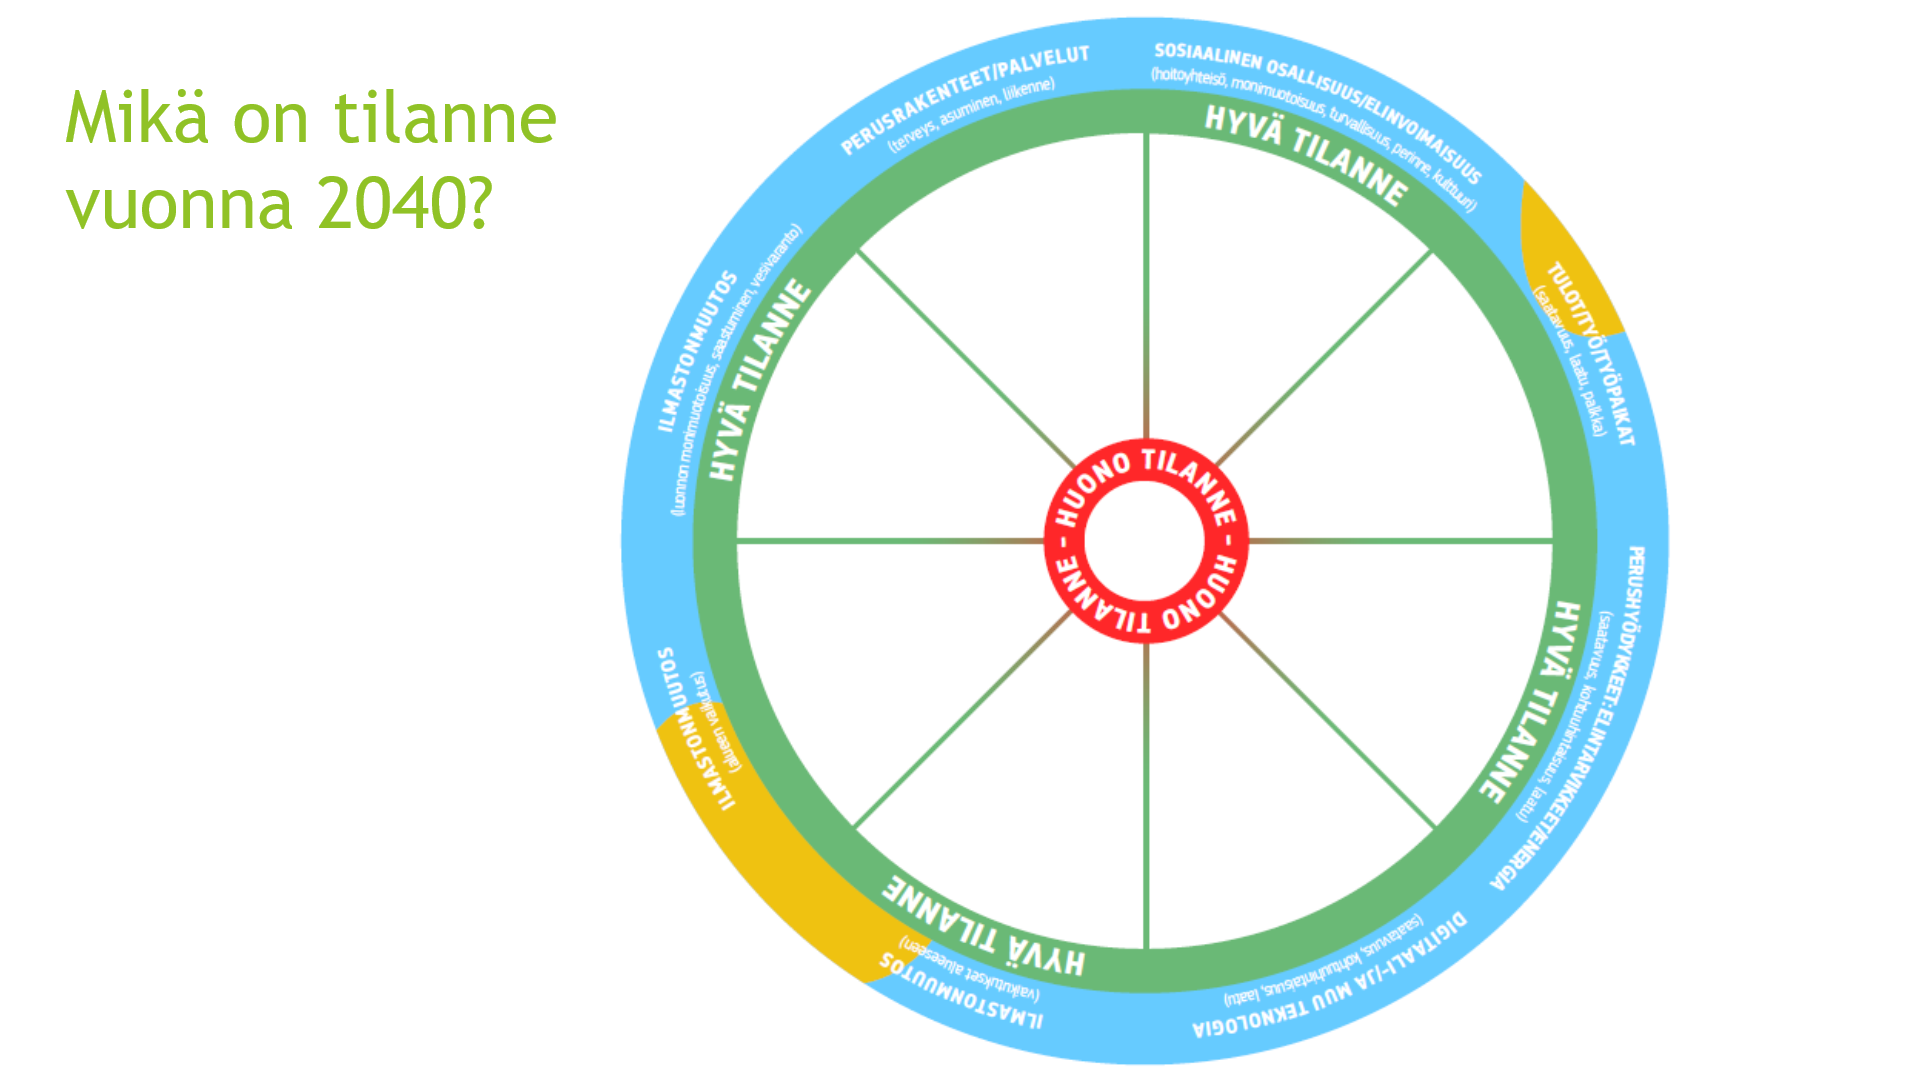 Mikä on tilanne
vuonna 2040?
PERUSRAKENTEET/PALVELUT
(terveys, asuminen, liikenne)
SOSIAALINEN OSALLISUUS/ELINVOIMAISUUS
(hoitoyhteisö, monimuotoisuus, turvallisuus, perinne, kulttuuri)
HYVÄ TILANNE
TULOT/TYÖ/TYÖPAIKAT
(saatavuus, laatu, palkka)
PERUSHYÖDYKKEET: ELINTARVIKKEET/ENERGIA
(saatavuus, kohtuuhintaisuus, laatu)
HYVÄ TILANNE
DIGITAALI-/JA MUU TEKNOLOGIA
(saatavuus, kohtuuhintaisuus, laatu)
ILMASTONMUUTOS
(vaikutukset alueeseen)
HYVÄ TILANNE
ILMASTONMUUTOS
(alueen vaikutus)
ILMASTONMUUTOS
(luonnon monimuotoisuus, saastuminen, vesivaranto)
HYVÄ TILANNE
HUONO TILANNE - HUONO TILANNE -